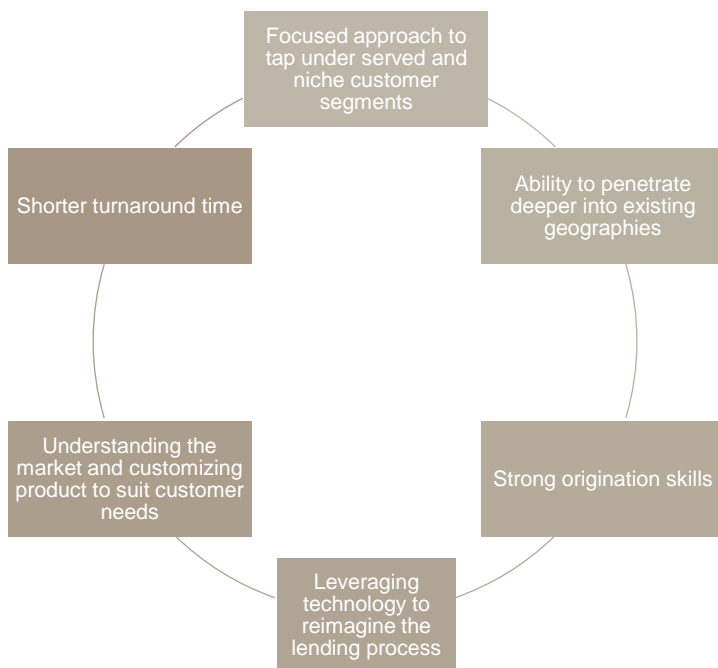 Focused approach to
tap under served and
niche customer
segments
Ability to penetrate
deeper into existing
geographies
Strong origination skills
Leveraging
technology to
reimagine the
lending process
Understanding the
market and customizing
product to suit customer
needs
Shorter turnaround time